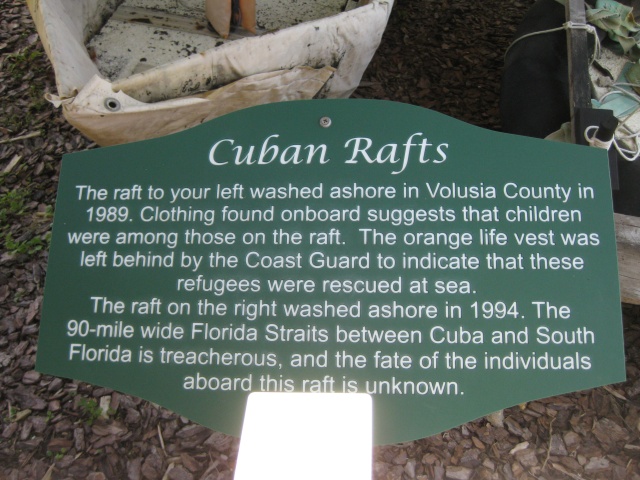 Cuban Rafts
The raft to your left washed ashore in Volusia County in
1989. Clothing found onboard suggests that children
were among those on the raft. The orange life vest was
left behind by the Coast Guard to indicate that these
refugees were rescued at sea.
The raft on the right washed ashore in 1994. The
90-mile wide Florida Straits between Cuba and South
Florida is treacherous, and the fate of the individuals
aboard this raft is unknown.